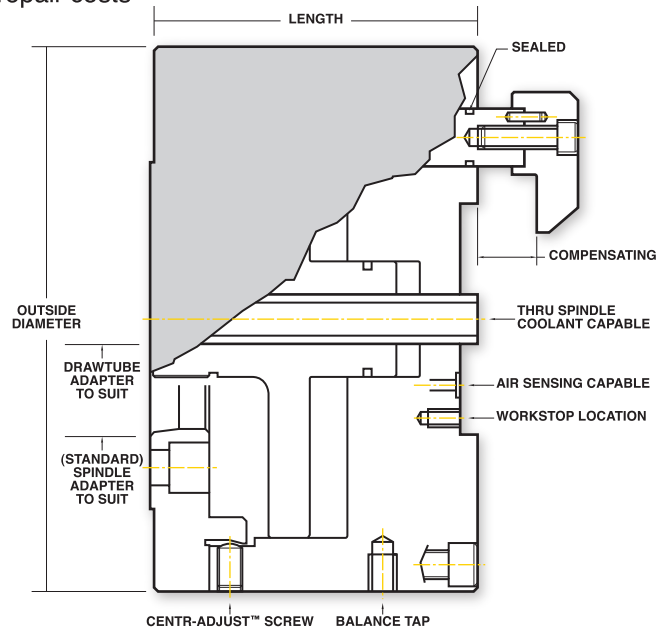 repair costs
LENGTH
SEALED
COMPENSATING
OUTSIDE
DIAMETER
THRU SPINDLE
COOLANT CAPABLE
DRAWTUBE
ADAPTER
TO SUIT
AIR SENSING CAPABLE
WORKSTOP LOCATION
(STANDARD)
SPINDLE
ADAPTER
TO SUIT
CENTR-ADJUST™ SCREW
BALANCE TAP